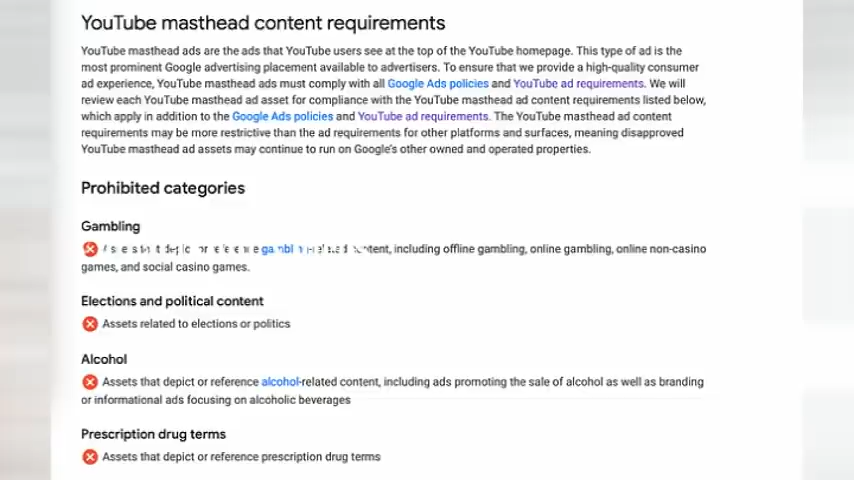 YouTube masthead content requirements
YouTube masthead ads are the ads that YouTube users see at the top of the YouTube homepage. This type of ad is the
most prominent Google advertising placement available to advertisers. To ensure that we provide a high-quality consumer
ad experience, YouTube masthead ads must comply with all Google Ads policies and YouTube ad requirements. We will
review each YouTube masthead ad asset for compliance with the YouTube masthead ad content requirements listed below,
which apply in addition to the Google Ads policies and YouTube ad requirements. The YouTube masthead ad content
requirements may be more restrictive than the ad requirements for other platforms and surfaces, meaning disapproved
YouTube masthead ad assets may continue to run on Google's other owned and operated properties.
Prohibited categories
Gambling
including offline gambling, online gambling, online non-casino
games, and social casino games.
Elections and political content
Assets related to elections or politics
Alcohol
Assets that depict or reference alcohol-related content, including ads promoting the sale of alcohol as well as branding
or informational ads focusing on alcoholic beverages
Prescription drug terms
Assets that depict or reference prescription drug terms